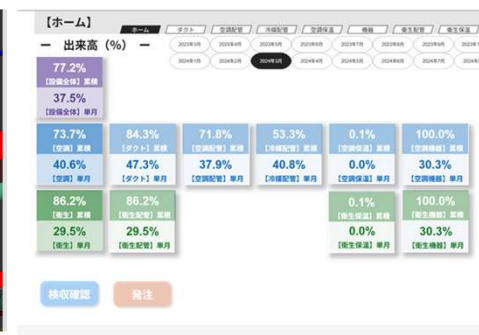 【ホーム】
ホーム ダクト 空調配管 冷媒配管 空調保温 機器 衛生配管 衛生保温
ー 出来高（%） ー
2023年3月 2023年4月 2023年5月 2023年6月 2023年7月 2023年8月 2023年9月
2024年1月 2024年2月 2024年3月 2024年4月 2024年5月 2024年6月 2024年7月
77.2%
【設備全体】累積
37.5%
【設備全体】単月
73.7% 84.3% 71.8% 53.3% 0.1% 100.0%
【空調】累積 【ダクト】累積 【空調配管】累積 【冷媒配管】累積 【空調保温】累積 【空調機器】累積
40.6% 47.3% 37.9% 40.8% 0.0% 30.3%
【空調】単月 【ダクト】単月 【空調配管】単月 【冷媒配管】単月 【空調保温】単月 【空調機器】単月
86.2% 86.2% 0.1% 100.0%
【衛生】累積 【衛生配管】累積 【衛生保温】累積 【衛生機器】累積
29.5% 29.5% 0.0% 30.3%
【衛生】単月 【衛生配管】単月 【衛生保温】単月 【衛生機器】単月
検収確認 発注